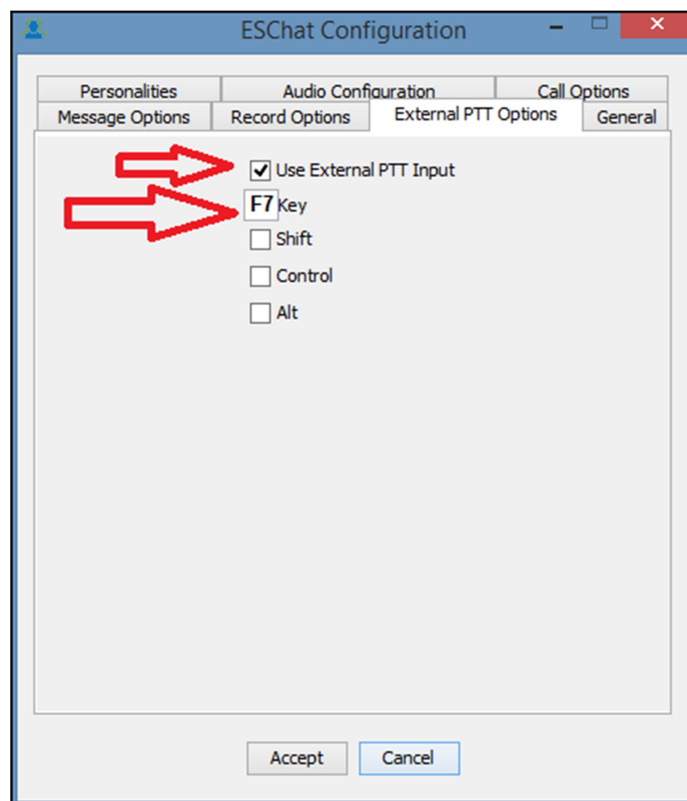 ESChat Configuration
Personalities Audio Configuration Call Options
Message Options Record Options External PTT Options General
Use External PTT Input
F7 Key
Shift
Control
Alt
Accept Cancel